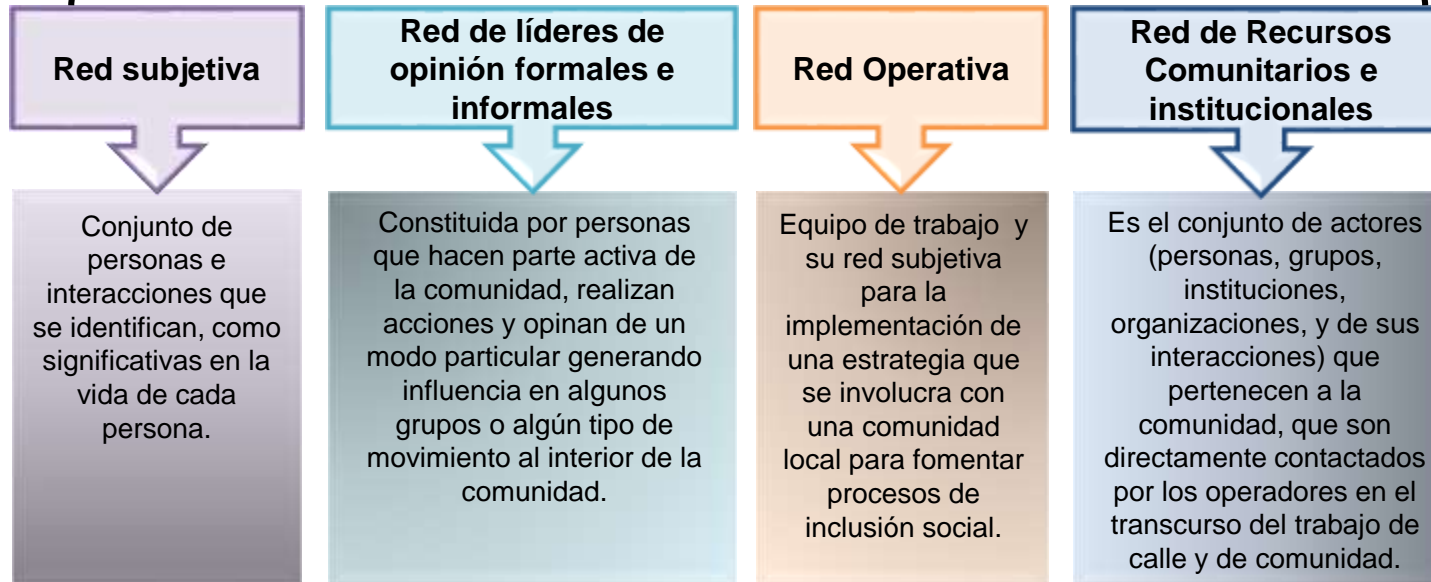 Red subjetiva
Conjunto de
personas e
interacciones que
se identifican, como
significativas en la
vida de cada
persona.
Red de líderes de
opinión formales e
informales
Constituida por personas
que hacen parte activa de
la comunidad, realizan
acciones y opinan de un
modo particular generando
influencia en algunos
grupos o algún tipo de
movimiento al interior de la
comunidad.
Red Operativa
Equipo de trabajo y
su red subjetiva
para la
implementación de
una estrategia que
se involucra con
una comunidad
local para fomentar
procesos de
inclusión social.
Red de Recursos
Comunitarios e
institucionales
Es el conjunto de actores
(personas, grupos,
instituciones,
organizaciones, y de sus
interacciones) que
pertenecen a la
comunidad, que son
directamente contactados
por los operadores en el
transcurso del trabajo de
calle y de comunidad.